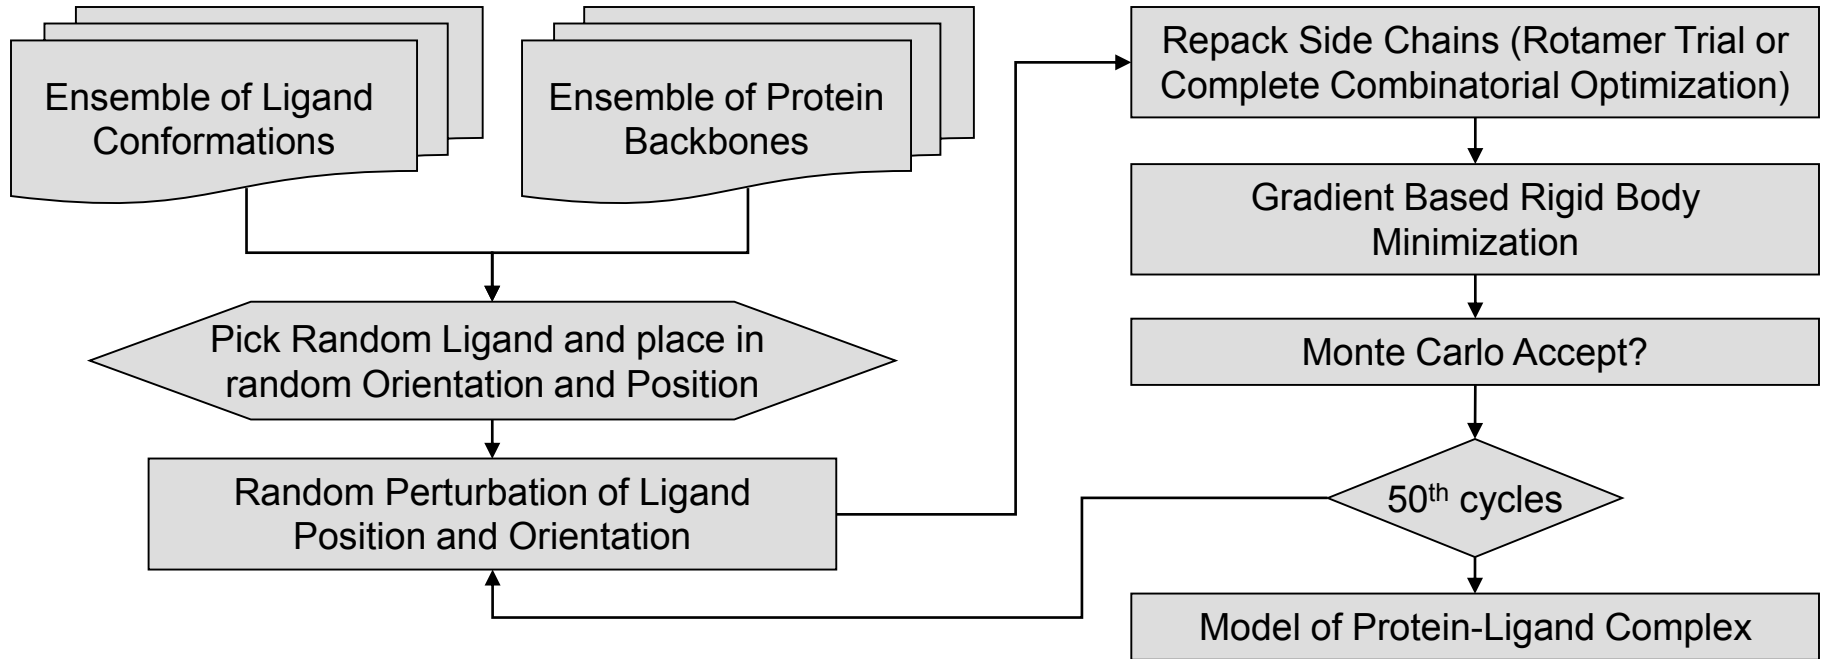 Ensemble of Ligand
Conformations
Ensemble of Protein
Backbones
Pick Random Ligand and place in
random Orientation and Position
Random Perturbation of Ligand
Position and Orientation
Repack Side Chains (Rotamer Trial or
Complete Combinatorial Optimization)
Gradient Based Rigid Body
Minimization
Monte Carlo Accept?
50th cycles
Model of Protein-Ligand Complex